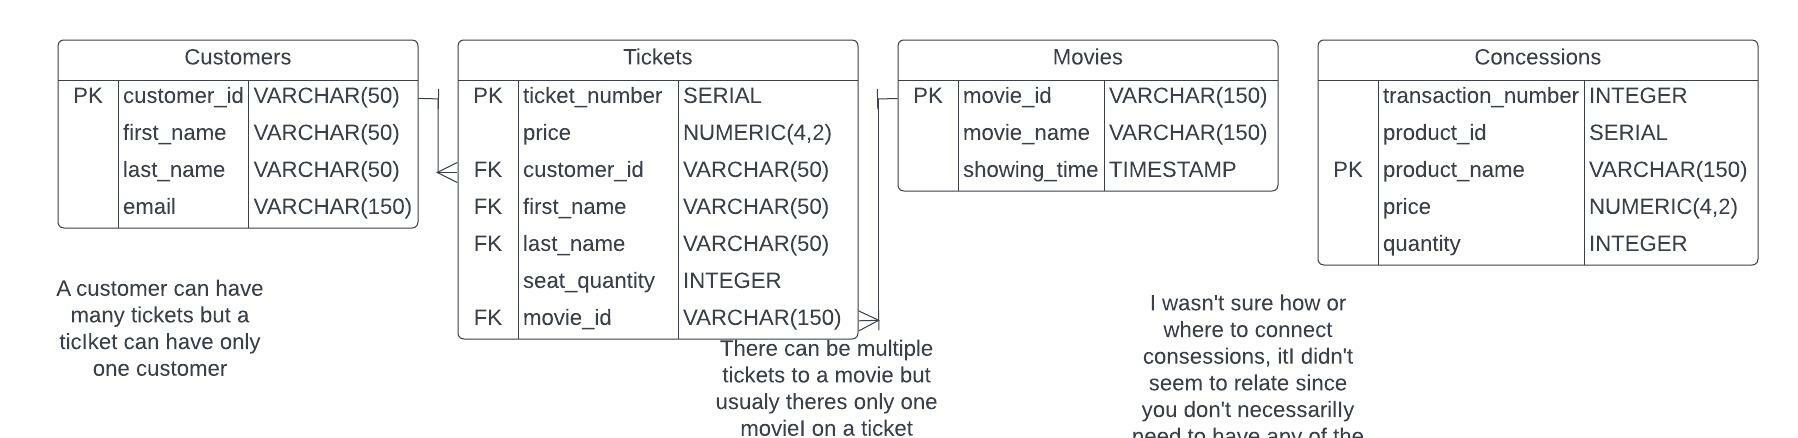 Customers
PK customer_id VARCHAR(50)
first_name VARCHAR(50)
last_name VARCHAR(50)
email VARCHAR(150)
A customer can have
many tickets but a
ticlket can have only
one customer
Tickets
PK ticket_number SERIAL
price NUMERIC(4,2)
FK customer_id VARCHAR(50)
FK first_name VARCHAR(50)
FK last_name VARCHAR(50)
seat_quantity INTEGER
FK movie_id VARCHAR(150)
There can be multiple
tickets to a movie but
usualy theres only one
moviel on a ticket
Movies
PK movie_id VARCHAR(150)
movie_name VARCHAR(150)
showing_time TIMESTAMP
Concessions
transaction_number INTEGER
product_id SERIAL
PK product_name VARCHAR(150)
price NUMERIC(4,2)
quantity INTEGER
I wasn't sure how or
where to connect
consessions, itl didn't
seem to relate since
you don't necessarilly
need to have any of the